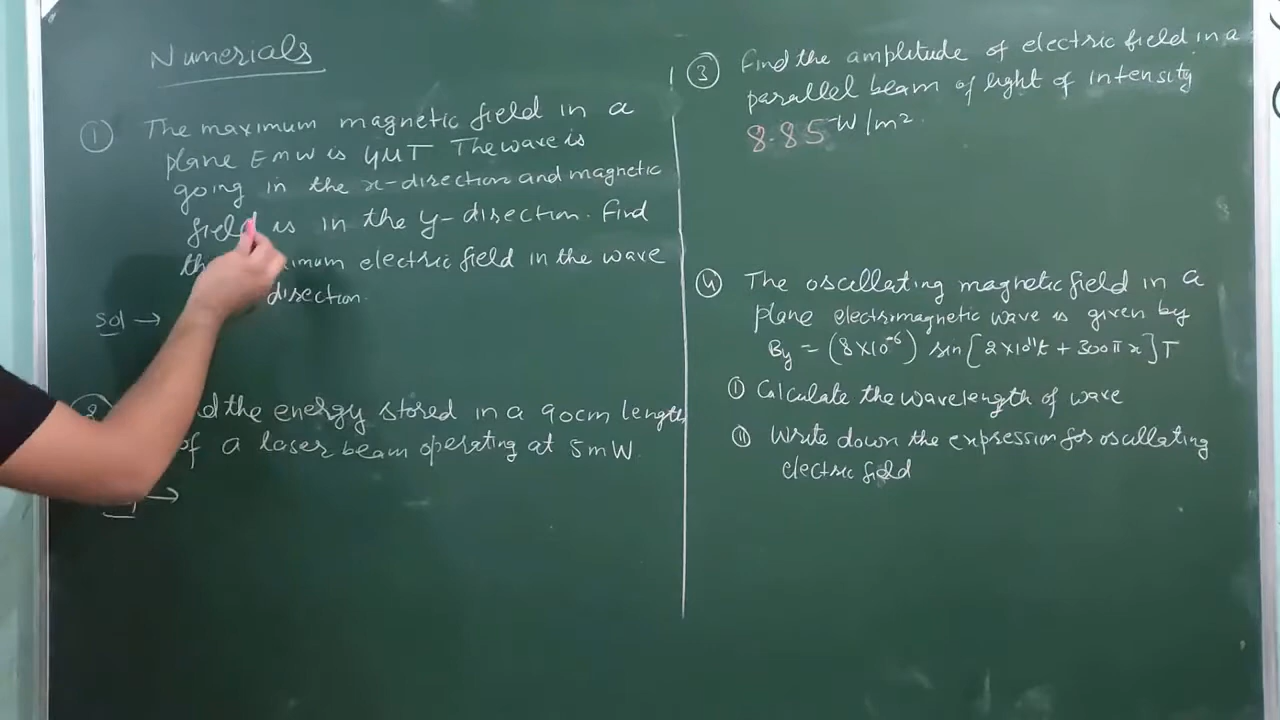 Numerials
① The maximum magnetic field in a
plane EMW is 4μT The wave is
going in the x-direction and magnetic
field is in the y-direction. Find
electric field in the wave
direction.
Sol →
the energy stored in a 90cm length
of a laser beam operating at 5mW.
→
③ Find the amplitude of electric field in a
parallel beam of light of intensity
8.85 W/m²
④ The oscillating magnetic field in a
plane electromagnetic wave is given by
By = (8×10⁻⁶) sin[2×10¹¹t + 300πx]T
① Calculate the wavelength of wave
② Write down the expression for oscillating
electric field